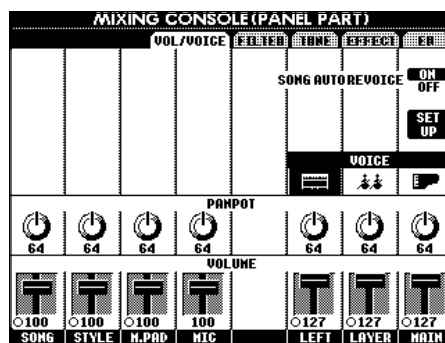 MIXING CONSOLE(PANEL PART)
VOL/VOICE FILTER TUNE EFFECT EQ
SONG AUTO REVOICE ON
OFF
SET
UP
VOICE
PANPOT
64 64 64 64 64 64 64
VOLUME
100 100 100 100 127 127 127
SONG STYLE M.PAD MIC LEFT LAYER MAIN